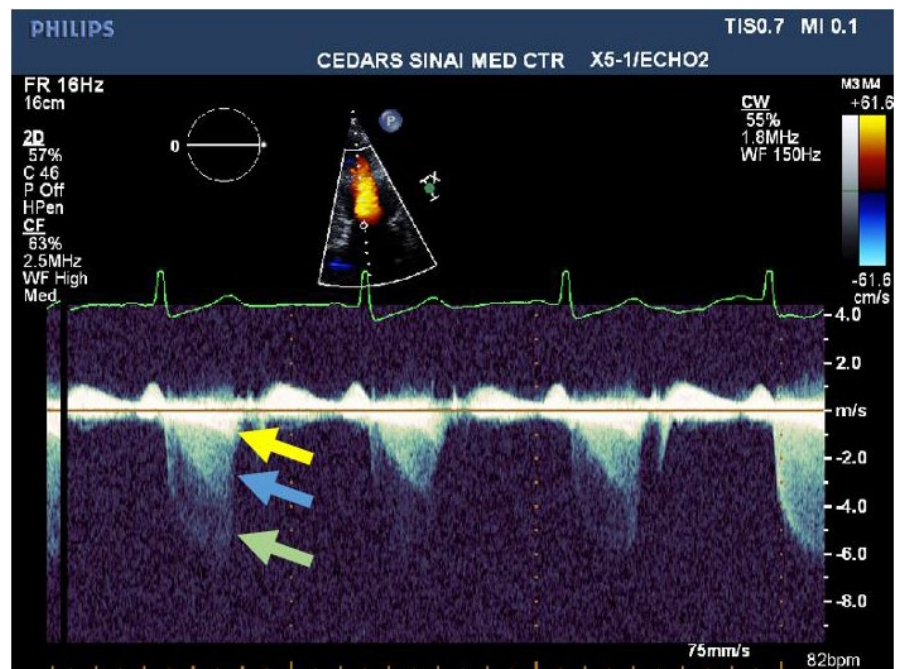 PHILIPS
TIS0.7 MI 0.1
CEDARS SINAI MED CTR X5-1/ECHO2
FR 16Hz
16cm
2D
57%
C 46
P Off
HPen
CF
63%
2.5MHz
WF High
Med
0
P
CW
55%
1.8MHz
WF 150Hz
M3 M4
+61.6
-61.6
cm/s
-4.0
-2.0
-m/s
--2.0
--4.0
--6.0
--8.0
75mm/s
82bpm